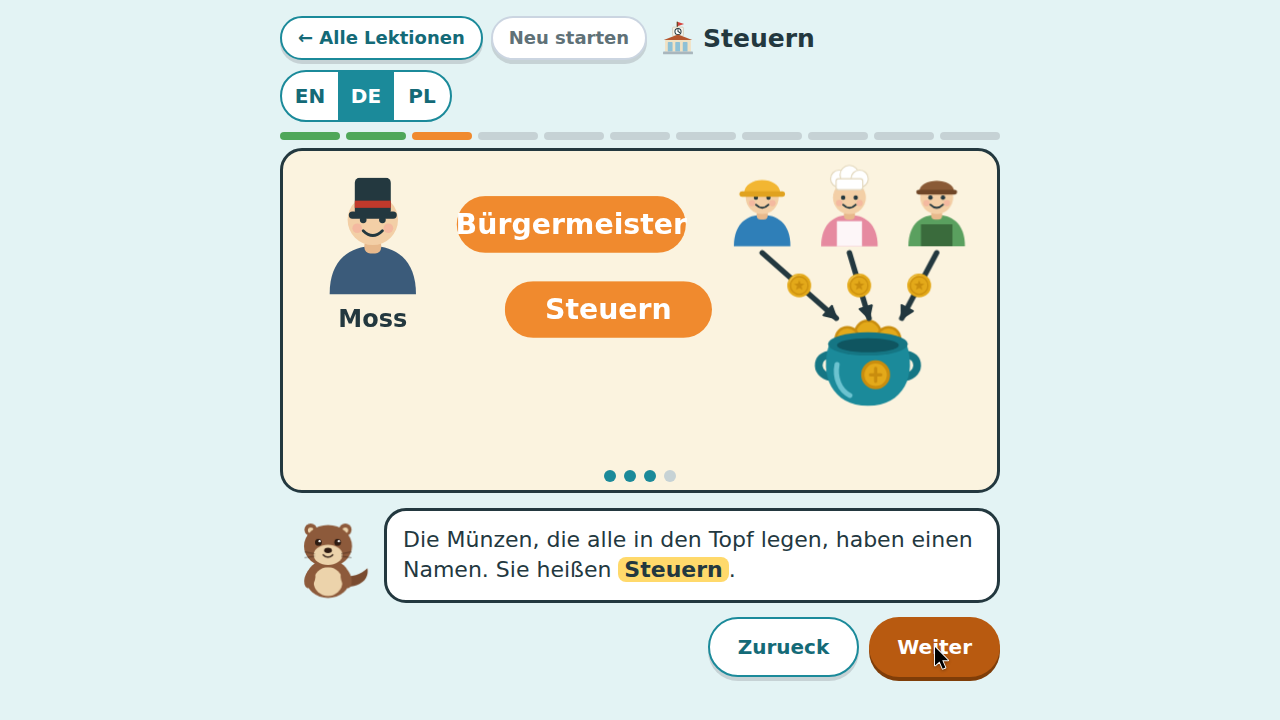 ← Alle Lektionen
Neu starten
Steuern
EN DE PL
Bürgermeister
Steuern
Moss
Die Münzen, die alle in den Topf legen, haben einen
Namen. Sie heißen Steuern.
Zurueck
Weiter